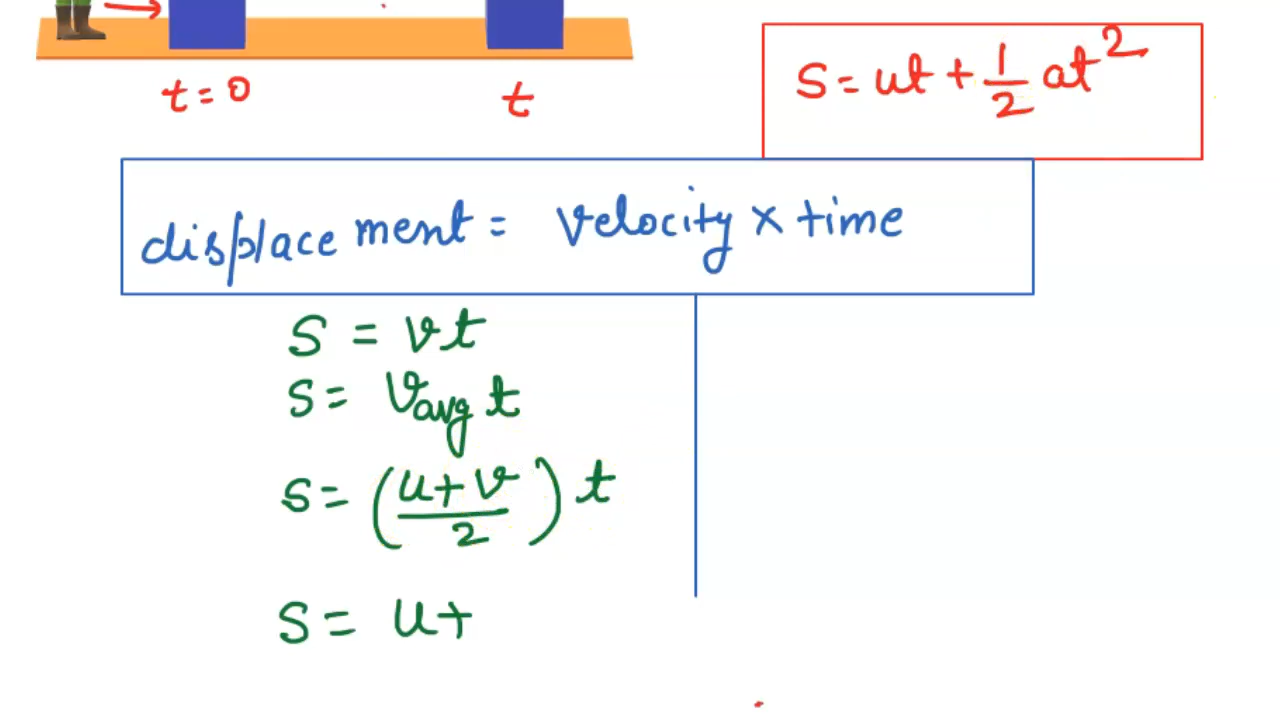 t = 0
t
S = ut + 1/2 at²
displacement = velocity × time
S = vt
S = v_avg t
S = (u + v / 2) t
S = u +